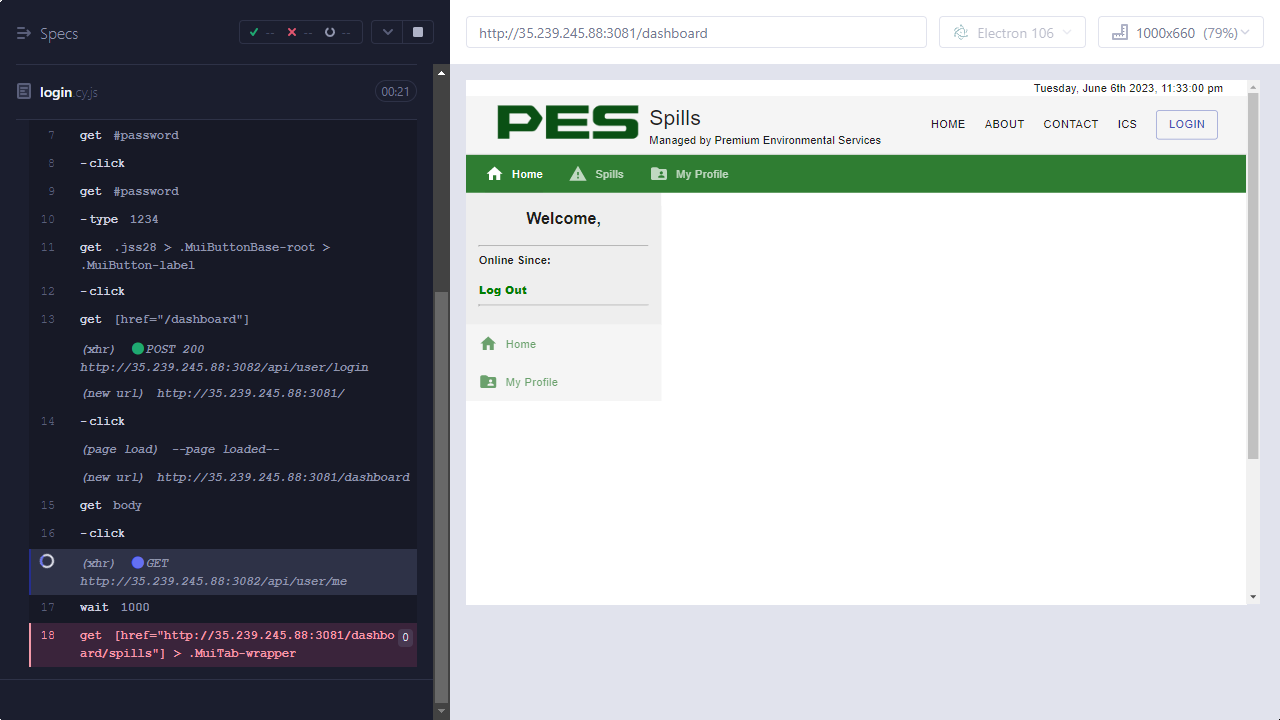 Specs
-- -- --
http://35.239.245.88:3081/dashboard
Electron 106
1000x660 (79%)
login.cy.js
00:21
7 get #password
8 -click
9 get #password
10 -type 1234
11 get .jss28 > .MuiButtonBase-root >
.MuiButton-label
12 -click
13 get [href="/dashboard"]
(xhr) POST 200
http://35.239.245.88:3082/api/user/login
(new url) http://35.239.245.88:3081/
14 -click
(page load) --page loaded--
(new url) http://35.239.245.88:3081/dashboard
15 get body
16 -click
(xhr) GET
http://35.239.245.88:3082/api/user/me
17 wait 1000
18 get [href="http://35.239.245.88:3081/dashbo
ard/spills"] > .MuiTab-wrapper
0
Tuesday, June 6th 2023, 11:33:00 pm
PES
Spills
Managed by Premium Environmental Services
HOME ABOUT CONTACT ICS LOGIN
Home Spills My Profile
Welcome,
Online Since:
Log Out
Home
My Profile